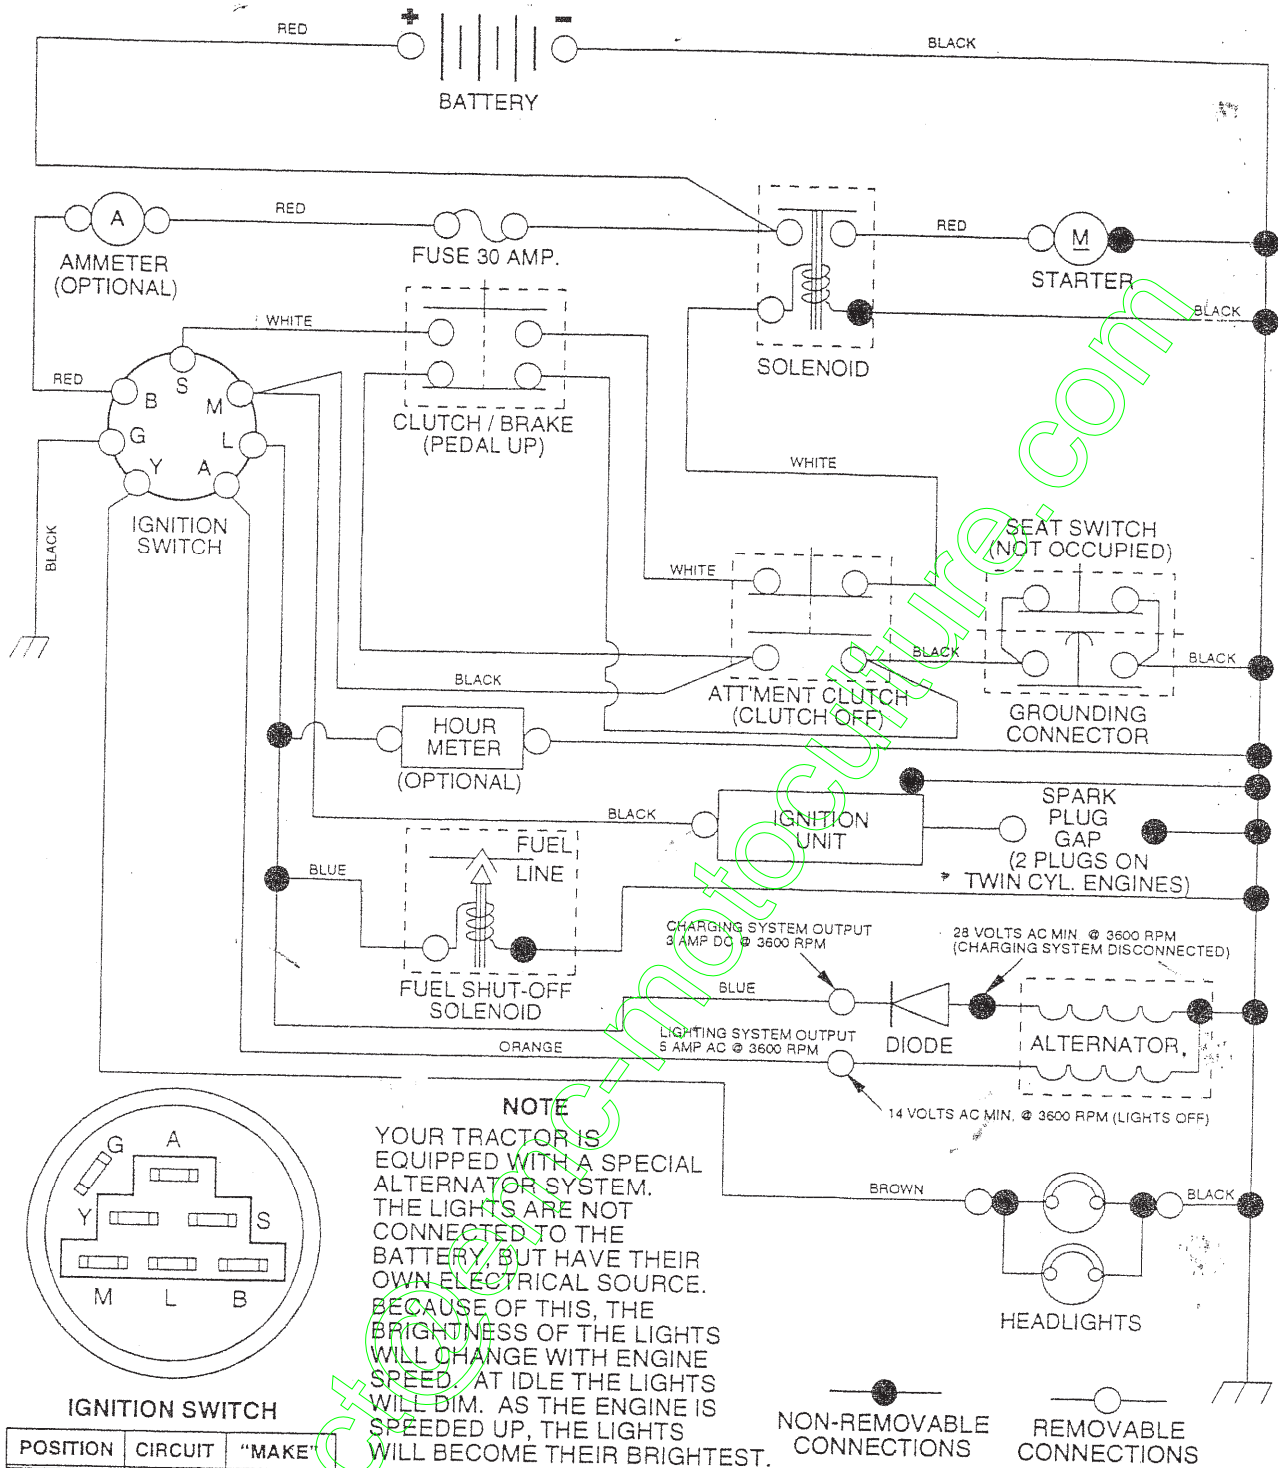 +
−
RED
BLACK
BATTERY
A
RED
RED
M
AMMETER
(OPTIONAL)
FUSE 30 AMP.
STARTER
WHITE
BLACK
SOLENOID
RED
S
B
M
G
L
Y
A
CLUTCH / BRAKE
(PEDAL UP)
WHITE
IGNITION
SWITCH
BLACK
SEAT SWITCH
(NOT OCCUPIED)
WHITE
BLACK
BLACK
BLACK
ATT'MENT CLUTCH
(CLUTCH OFF)
GROUNDING
CONNECTOR
HOUR
METER
(OPTIONAL)
BLACK
IGNITION
UNIT
SPARK
PLUG
GAP
(2 PLUGS ON
TWIN CYL. ENGINES)
FUEL
LINE
BLUE
CHARGING SYSTEM OUTPUT
3 AMP DC @ 3600 RPM
28 VOLTS AC MIN. @ 3600 RPM
(CHARGING SYSTEM DISCONNECTED)
FUEL SHUT-OFF
SOLENOID
BLUE
LIGHTING SYSTEM OUTPUT
5 AMP AC @ 3600 RPM
ORANGE
DIODE
ALTERNATOR
14 VOLTS AC MIN. @ 3600 RPM (LIGHTS OFF)
NOTE
YOUR TRACTOR IS
EQUIPPED WITH A SPECIAL
ALTERNATOR SYSTEM.
THE LIGHTS ARE NOT
CONNECTED TO THE
BATTERY, BUT HAVE THEIR
OWN ELECTRICAL SOURCE.
BECAUSE OF THIS, THE
BRIGHTNESS OF THE LIGHTS
WILL CHANGE WITH ENGINE
SPEED. AT IDLE THE LIGHTS
WILL DIM. AS THE ENGINE IS
SPEEDED UP, THE LIGHTS
WILL BECOME THEIR BRIGHTEST.
G
A
Y
S
M
L
B
BROWN
BLACK
HEADLIGHTS
IGNITION SWITCH
POSITION CIRCUIT "MAKE"
NON-REMOVABLE
CONNECTIONS
REMOVABLE
CONNECTIONS
ct@emc-motoculture.com